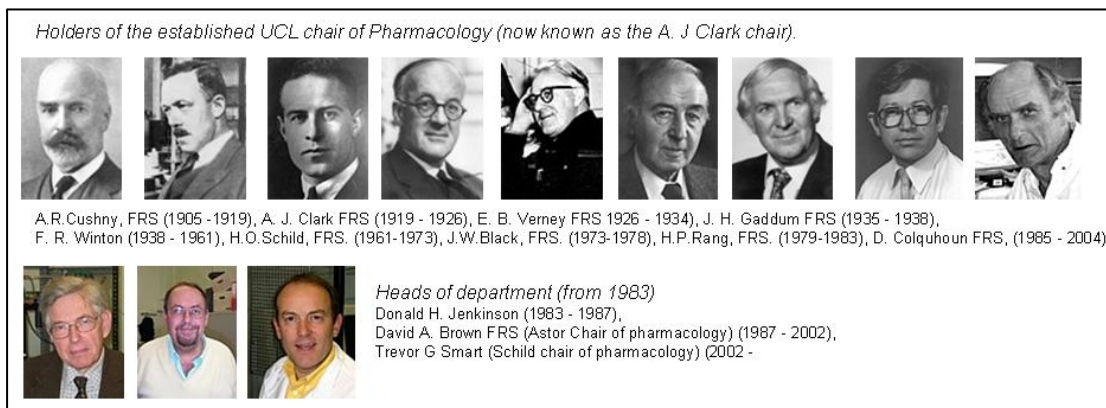 Holders of the established UCL chair of Pharmacology (now known as the A. J Clark chair).
A.R.Cushny, FRS (1905 -1919), A. J. Clark FRS (1919 - 1926), E. B. Verney FRS 1926 - 1934), J. H. Gaddum FRS (1935 - 1938),
F. R. Winton (1938 - 1961), H.O.Schild, FRS. (1961-1973), J.W.Black, FRS. (1973-1978), H.P.Rang, FRS. (1979-1983), D. Colquhoun FRS, (1985 - 2004)
Heads of department (from 1983)
Donald H. Jenkinson (1983 - 1987),
David A. Brown FRS (Astor Chair of pharmacology) (1987 - 2002),
Trevor G Smart (Schild chair of pharmacology) (2002 -